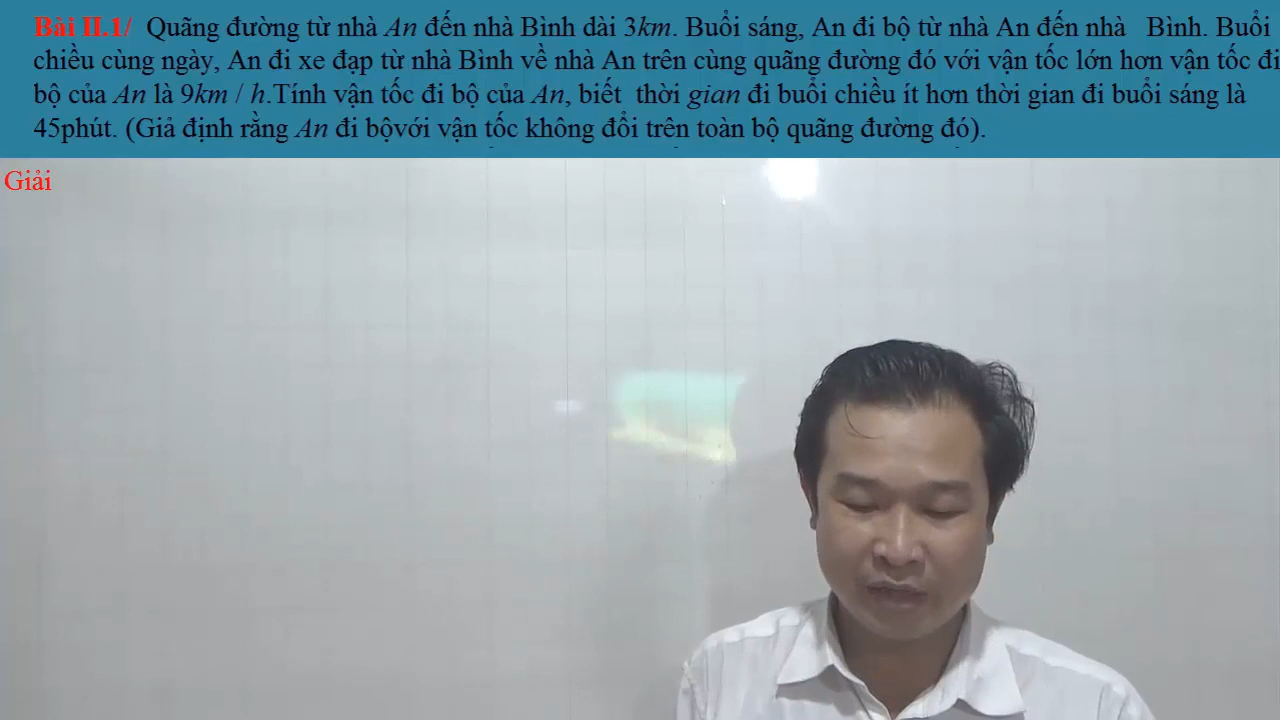 Bài II.1/ Quãng đường từ nhà An đến nhà Bình dài 3km. Buổi sáng, An đi bộ từ nhà An đến nhà Bình. Buổi
chiều cùng ngày, An đi xe đạp từ nhà Bình về nhà An trên cùng quãng đường đó với vận tốc lớn hơn vận tốc đi
bộ của An là 9km / h.Tính vận tốc đi bộ của An, biết thời gian đi buổi chiều ít hơn thời gian đi buổi sáng là
45phút. (Giả định rằng An đi bộvới vận tốc không đổi trên toàn bộ quãng đường đó).
Giải